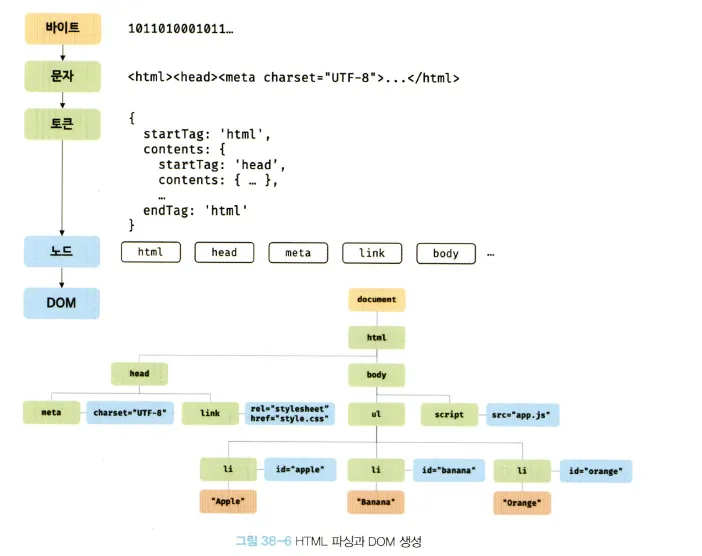 바이트 1011010001011…
문자 <html><head><meta charset="UTF-8">...</html>
토큰 {
startTag: 'html',
contents: {
startTag: 'head',
contents: { … },
…
endTag: 'html'
}
노드 html head meta link body …
DOM
document
html
head body
meta charset="UTF-8" link rel="stylesheet"
href="style.css" ul script src="app.js"
li id="apple" li id="banana" li id="orange"
"Apple" "Banana" "Orange"
그림 38-6 HTML 파싱과 DOM 생성